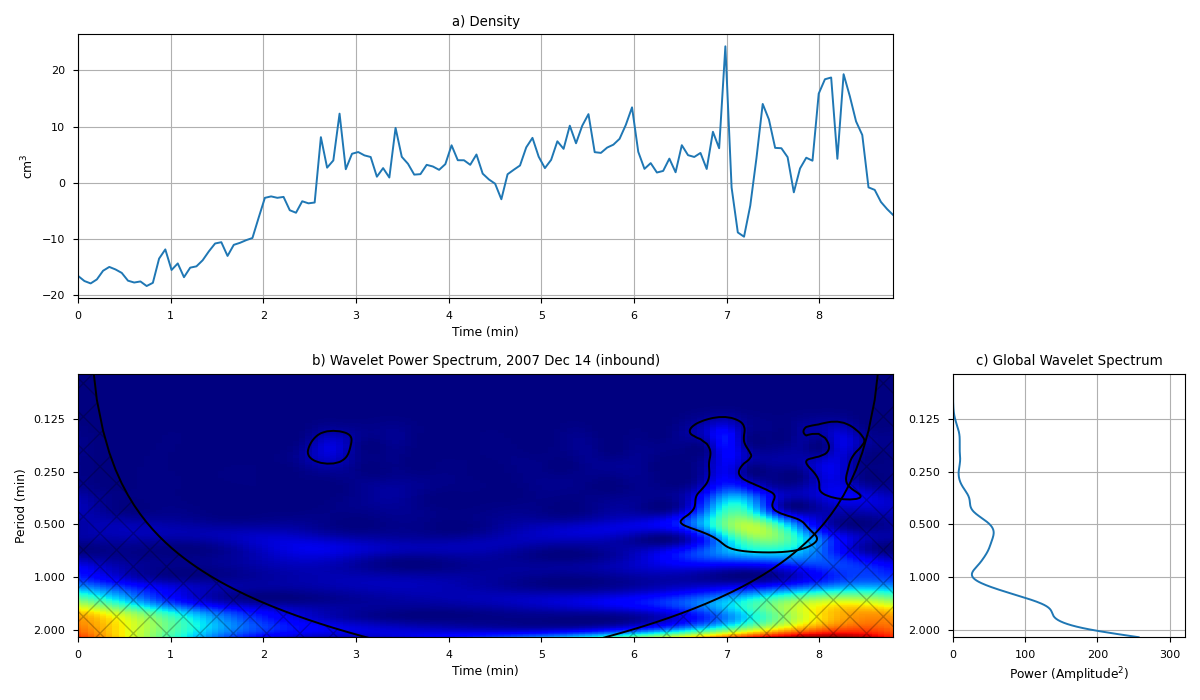 a) Density
cm³
20
10
0
−10
−20
0 1 2 3 4 5 6 7 8
Time (min)
b) Wavelet Power Spectrum, 2007 Dec 14 (inbound)
Period (min)
0.125
0.250
0.500
1.000
2.000
0 1 2 3 4 5 6 7 8
Time (min)
c) Global Wavelet Spectrum
0.125
0.250
0.500
1.000
2.000
0 100 200 300
Power (Amplitude²)